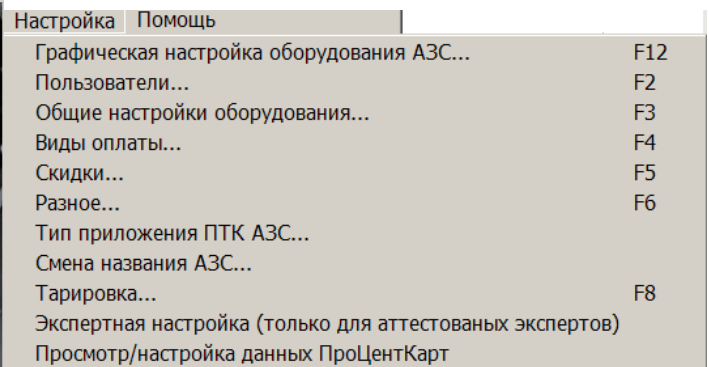 Настройка Помощь
Графическая настройка оборудования АЗС... F12
Пользователи... F2
Общие настройки оборудования... F3
Виды оплаты... F4
Скидки... F5
Разное... F6
Тип приложения ПТК АЗС...
Смена названия АЗС...
Тарировка... F8
Экспертная настройка (только для аттестованых экспертов)
Просмотр/настройка данных ПроЦентКарт